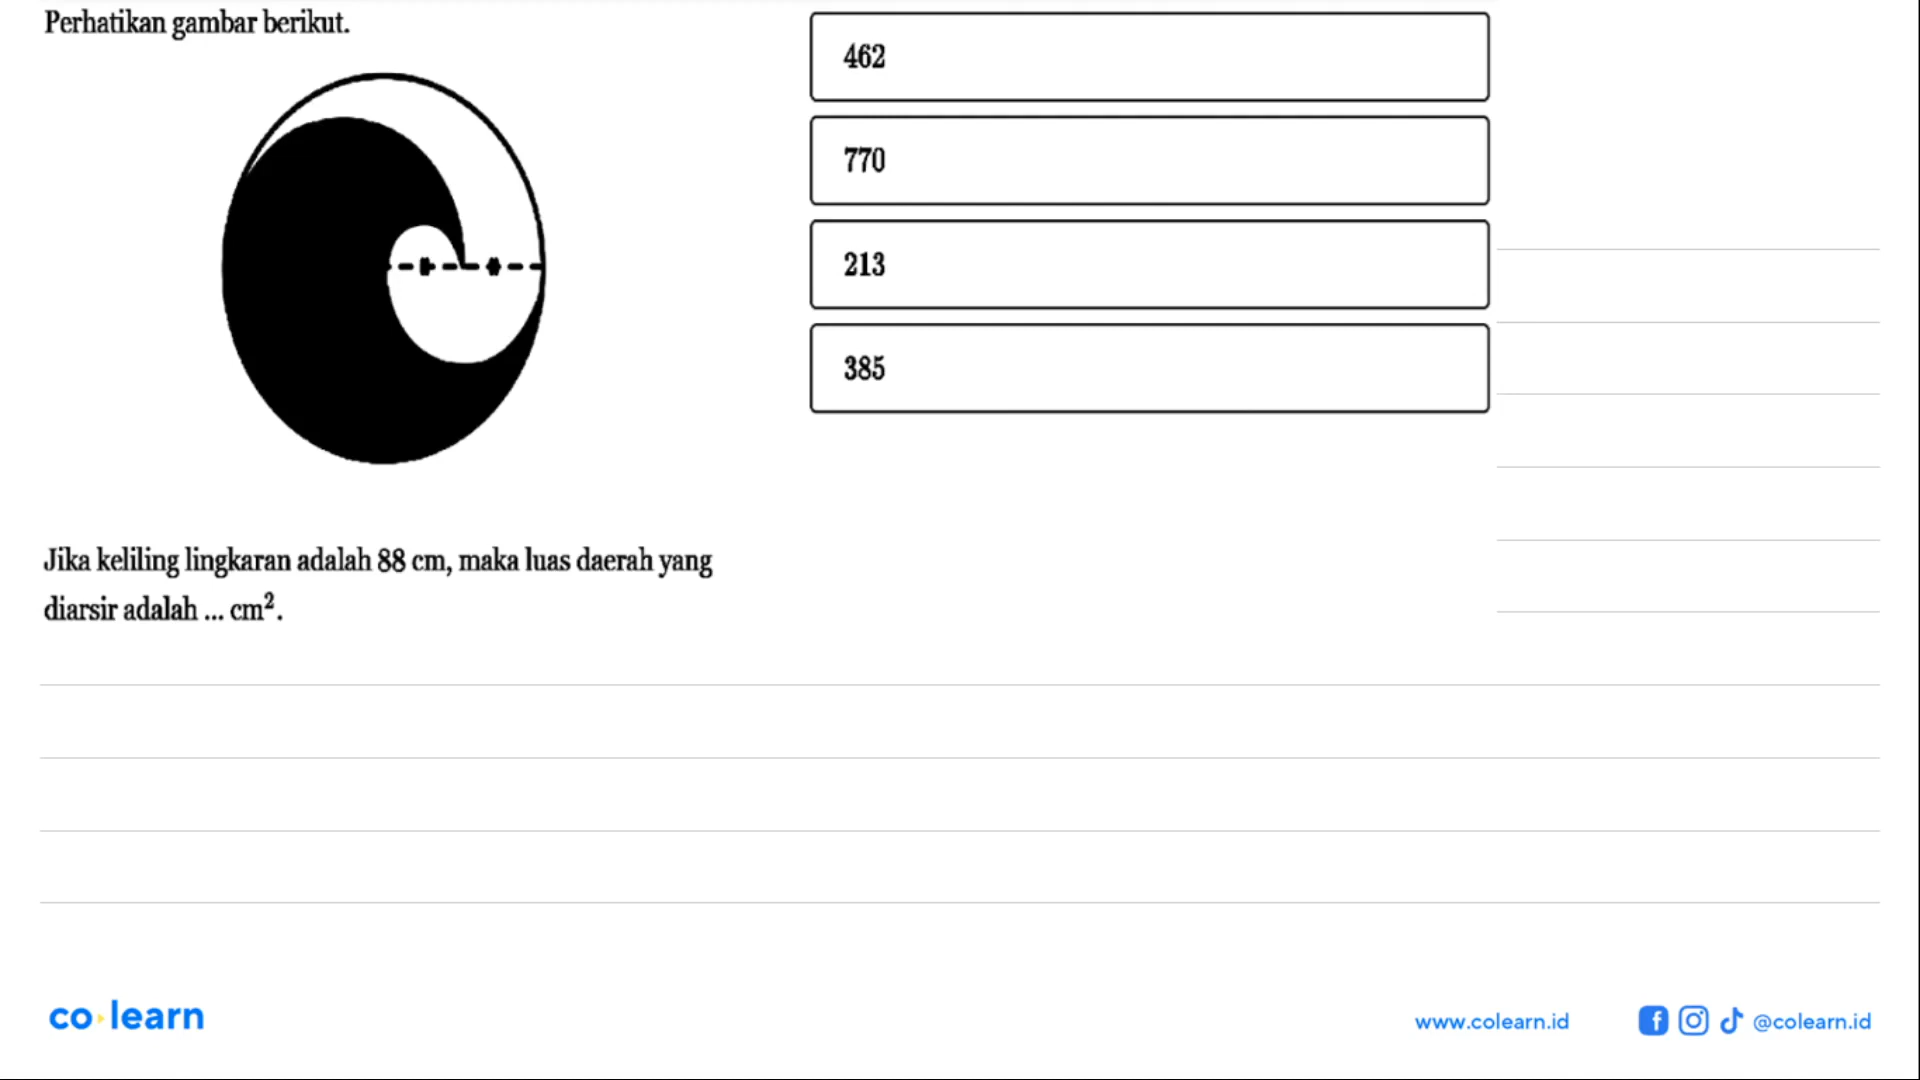 Perhatikan gambar berikut.
462
770
213
385
Jika keliling lingkaran adalah 88 cm, maka luas daerah yang
diarsir adalah ... cm².
co learn
www.colearn.id
@colearn.id